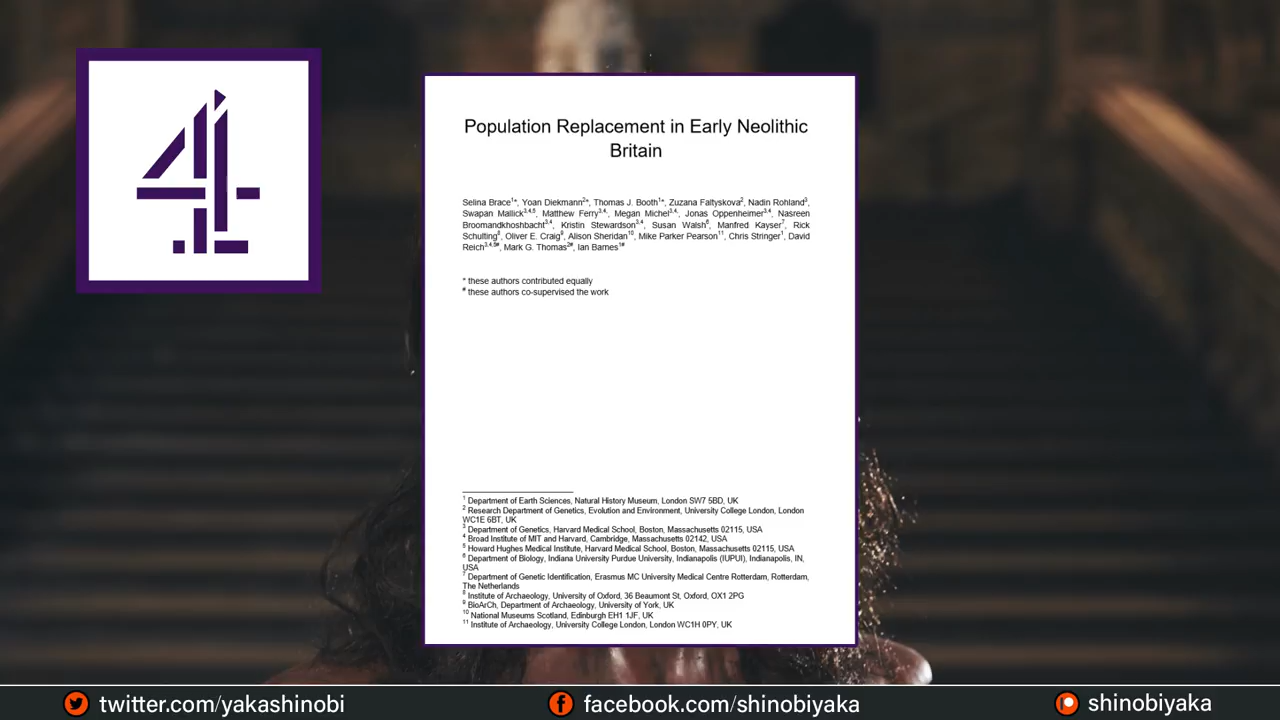 4
Population Replacement in Early Neolithic
Britain
Selina Brace1*, Yoan Diekmann2*, Thomas J. Booth1*, Zuzana Faltyskova2, Nadin Rohland3,
Swapan Mallick3,4,5, Matthew Ferry3,4, Megan Michel3,4, Jonas Oppenheimer3,4, Nasreen
Broomandkhoshbacht3,4, Kristin Stewardson3,4, Susan Walsh6, Manfred Kayser7, Rick
Schulting8, Oliver E. Craig9, Alison Sheridan10, Mike Parker Pearson11, Chris Stringer1, David
Reich3,4,5#, Mark G. Thomas2#, Ian Barnes1#
* these authors contributed equally
# these authors co-supervised the work
1 Department of Earth Sciences, Natural History Museum, London SW7 5BD, UK
2 Research Department of Genetics, Evolution and Environment, University College London, London
WC1E 6BT, UK
3 Department of Genetics, Harvard Medical School, Boston, Massachusetts 02115, USA
4 Broad Institute of MIT and Harvard, Cambridge, Massachusetts 02142, USA
5 Howard Hughes Medical Institute, Harvard Medical School, Boston, Massachusetts 02115, USA
6 Department of Biology, Indiana University Purdue University, Indianapolis (IUPUI), Indianapolis, IN,
USA
7 Department of Genetic Identification, Erasmus MC University Medical Centre Rotterdam, Rotterdam,
The Netherlands
8 Institute of Archaeology, University of Oxford, 36 Beaumont St, Oxford, OX1 2PG
9 BioArCh, Department of Archaeology, University of York, UK
10 National Museums Scotland, Edinburgh EH1 1JF, UK
11 Institute of Archaeology, University College London, London WC1H 0PY, UK
twitter.com/yakashinobi
facebook.com/shinobiyaka
shinobiyaka